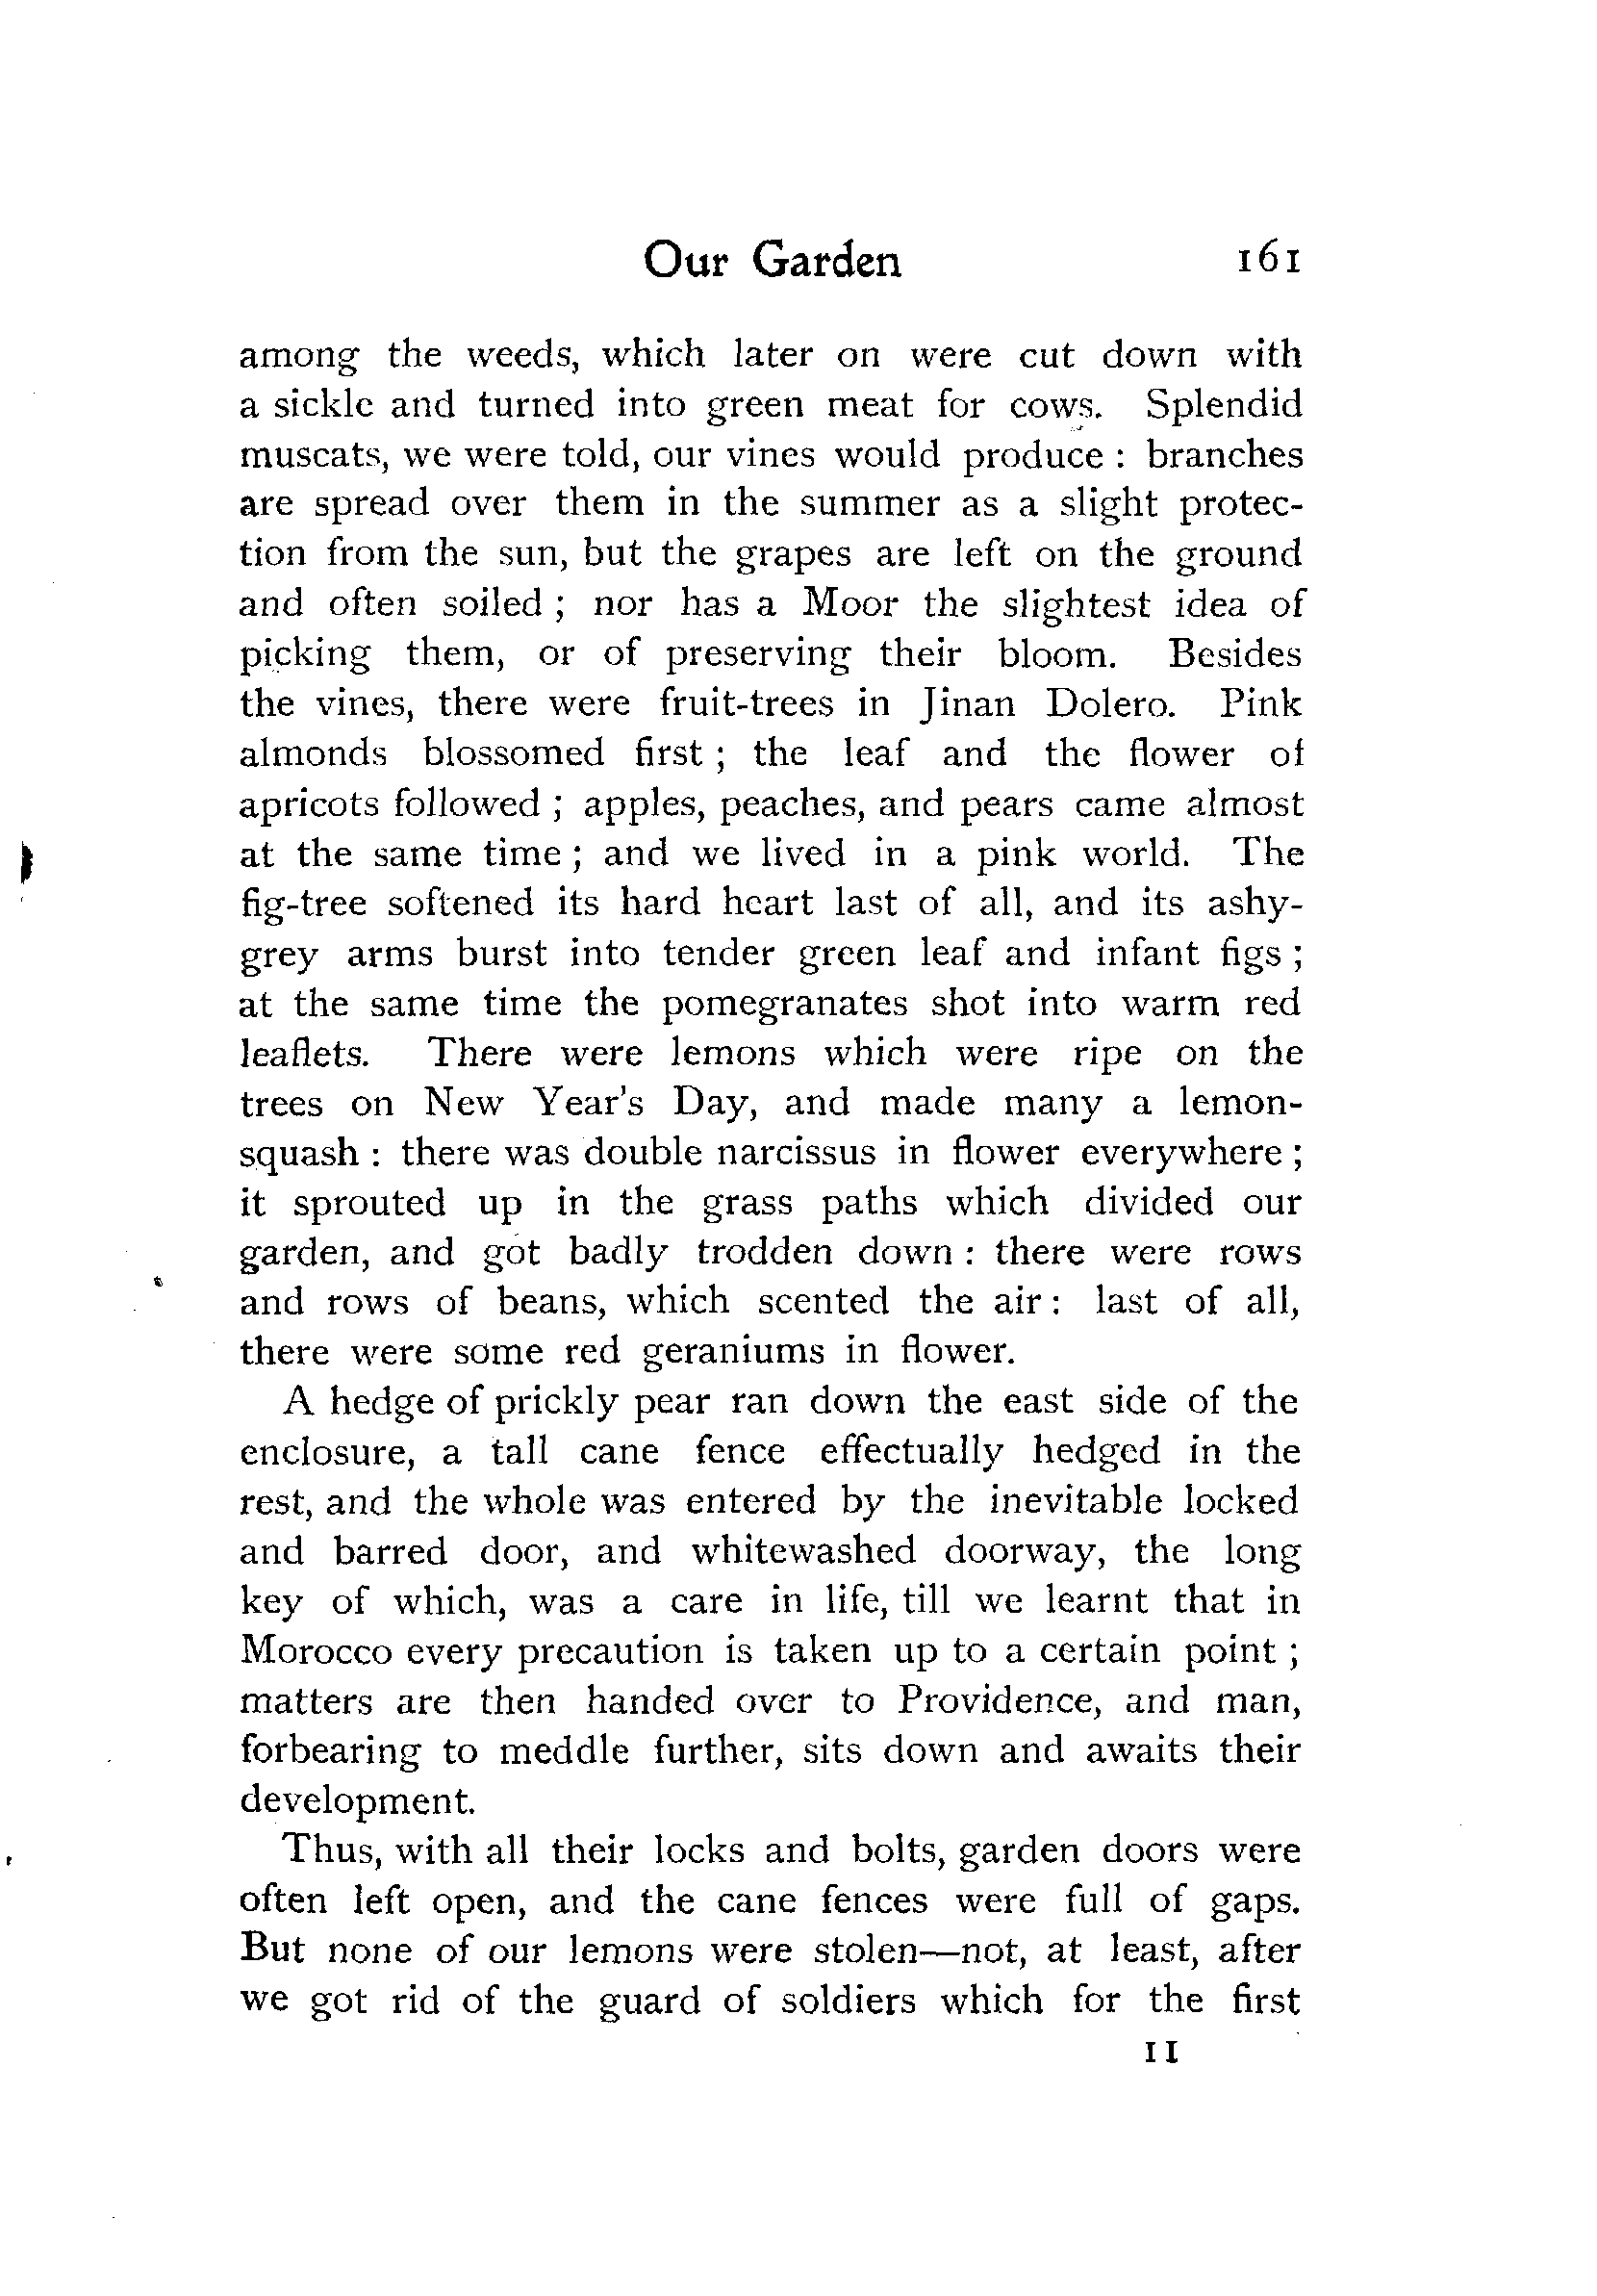 Our Garden 161
among the weeds, which later on were cut down with
a sickle and turned into green meat for cows. Splendid
muscats, we were told, our vines would produce : branches
are spread over them in the summer as a slight protec-
tion from the sun, but the grapes are left on the ground
and often soiled ; nor has a Moor the slightest idea of
picking them, or of preserving their bloom. Besides
the vines, there were fruit-trees in Jinan Dolero. Pink
almonds blossomed first ; the leaf and the flower of
apricots followed ; apples, peaches, and pears came almost
at the same time ; and we lived in a pink world. The
fig-tree softened its hard heart last of all, and its ashy-
grey arms burst into tender green leaf and infant figs ;
at the same time the pomegranates shot into warm red
leaflets. There were lemons which were ripe on the
trees on New Year's Day, and made many a lemon-
squash : there was double narcissus in flower everywhere ;
it sprouted up in the grass paths which divided our
garden, and got badly trodden down : there were rows
and rows of beans, which scented the air : last of all,
there were some red geraniums in flower.
A hedge of prickly pear ran down the east side of the
enclosure, a tall cane fence effectually hedged in the
rest, and the whole was entered by the inevitable locked
and barred door, and whitewashed doorway, the long
key of which, was a care in life, till we learnt that in
Morocco every precaution is taken up to a certain point ;
matters are then handed over to Providence, and man,
forbearing to meddle further, sits down and awaits their
development.
Thus, with all their locks and bolts, garden doors were
often left open, and the cane fences were full of gaps.
But none of our lemons were stolen—not, at least, after
we got rid of the guard of soldiers which for the first
11